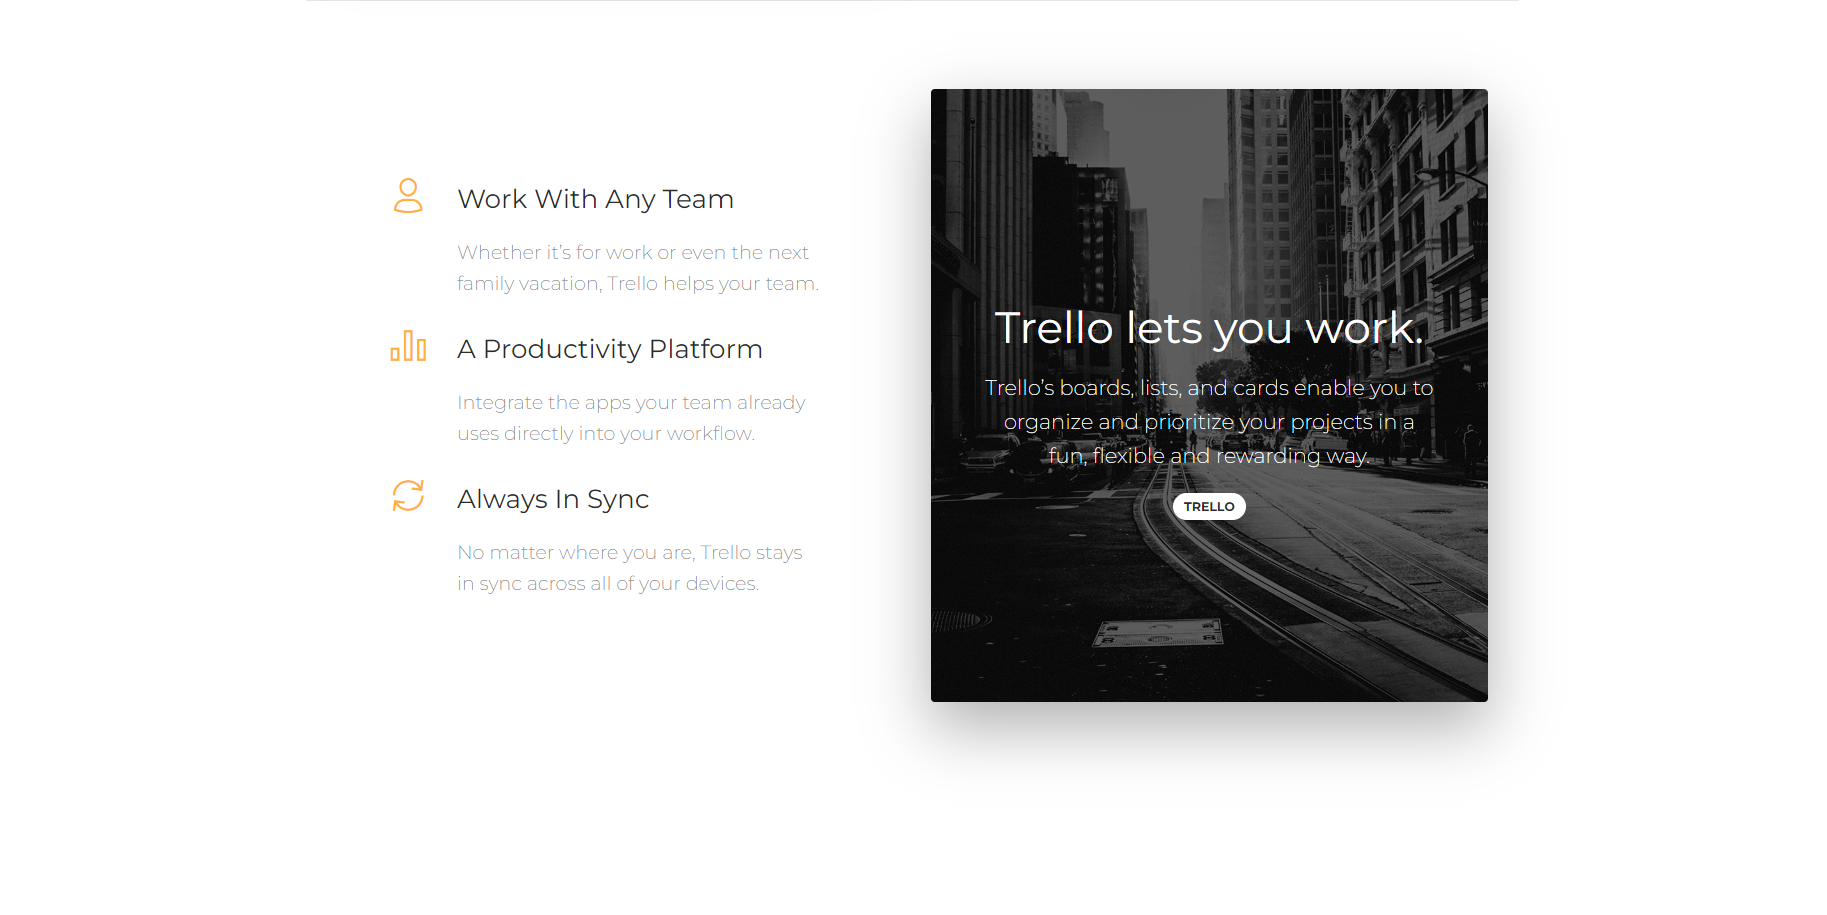 Work With Any Team
Whether it's for work or even the next
family vacation, Trello helps your team.
A Productivity Platform
Integrate the apps your team already
uses directly into your workflow.
Always In Sync
No matter where you are, Trello stays
in sync across all of your devices.
Trello lets you work.
Trello's boards, lists, and cards enable you to
organize and prioritize your projects in a
fun, flexible and rewarding way.
TRELLO